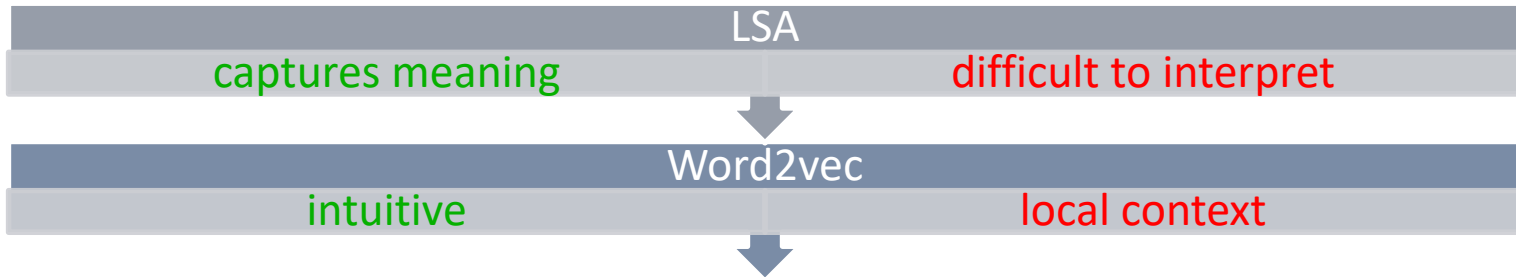 LSA
captures meaning difficult to interpret
Word2vec
intuitive local context